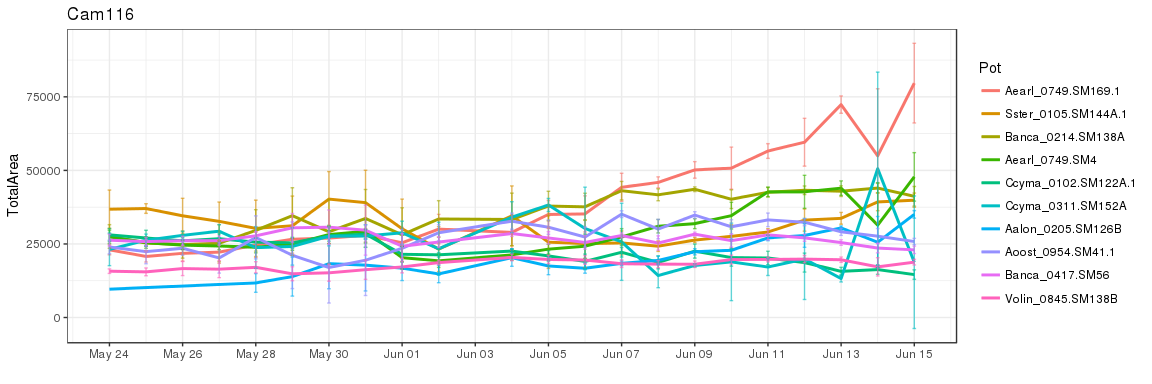 Cam116
TotalArea
75000
50000
25000
0
May 24 May 26 May 28 May 30 Jun 01 Jun 03 Jun 05 Jun 07 Jun 09 Jun 11 Jun 13 Jun 15
Pot
Aearl_0749.SM169.1
Sster_0105.SM144A.1
Banca_0214.SM138A
Aearl_0749.SM4
Ccyma_0102.SM122A.1
Ccyma_0311.SM152A
Aalon_0205.SM126B
Aoost_0954.SM41.1
Banca_0417.SM56
Volin_0845.SM138B